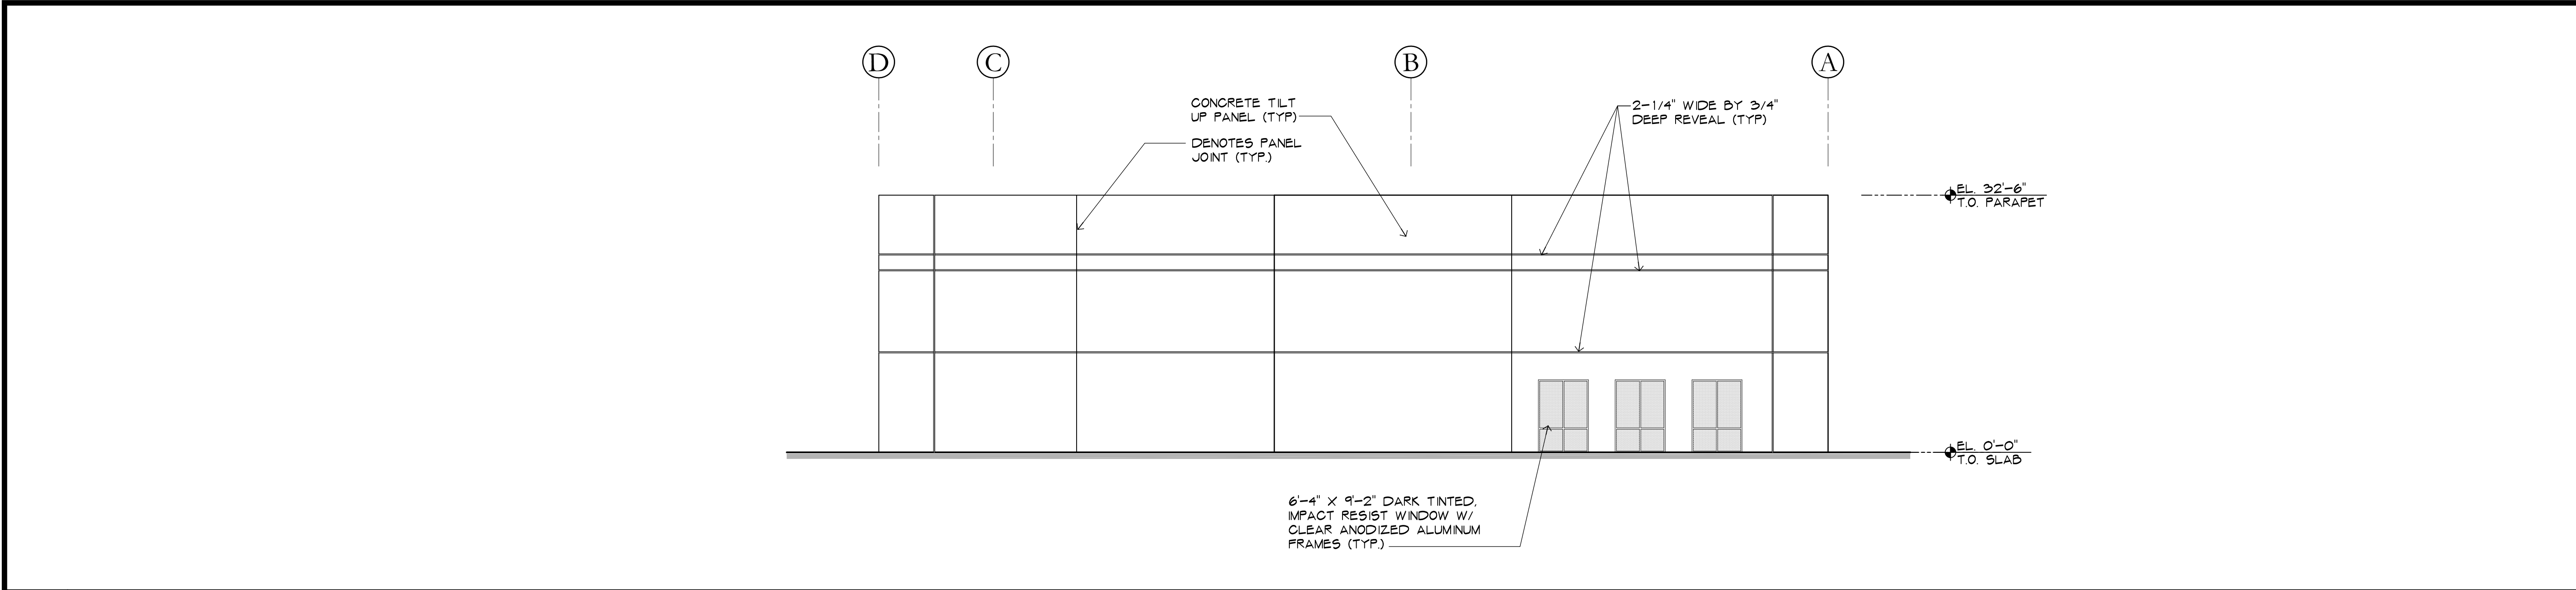 D
C
B
A
CONCRETE TILT
UP PANEL (TYP)
DENOTES PANEL
JOINT (TYP.)
2-1/4" WIDE BY 3/4"
DEEP REVEAL (TYP)
EL. 32'-6"
T.O. PARAPET
EL. 0'-0"
T.O. SLAB
6'-4" X 9'-2" DARK TINTED,
IMPACT RESIST WINDOW W/
CLEAR ANODIZED ALUMINUM
FRAMES (TYP.)